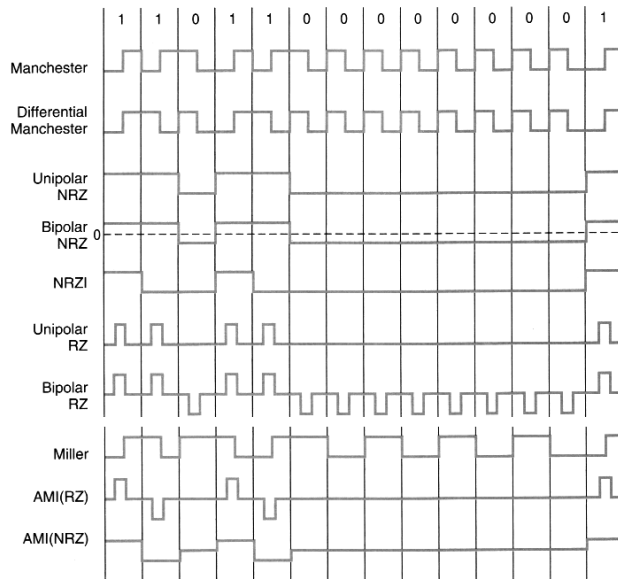 1 1 0 1 1 0 0 0 0 0 0 0 0 1
Manchester
Differential
Manchester
Unipolar
NRZ
Bipolar
0
NRZ
NRZI
Unipolar
RZ
Bipolar
RZ
Miller
AMI(RZ)
AMI(NRZ)